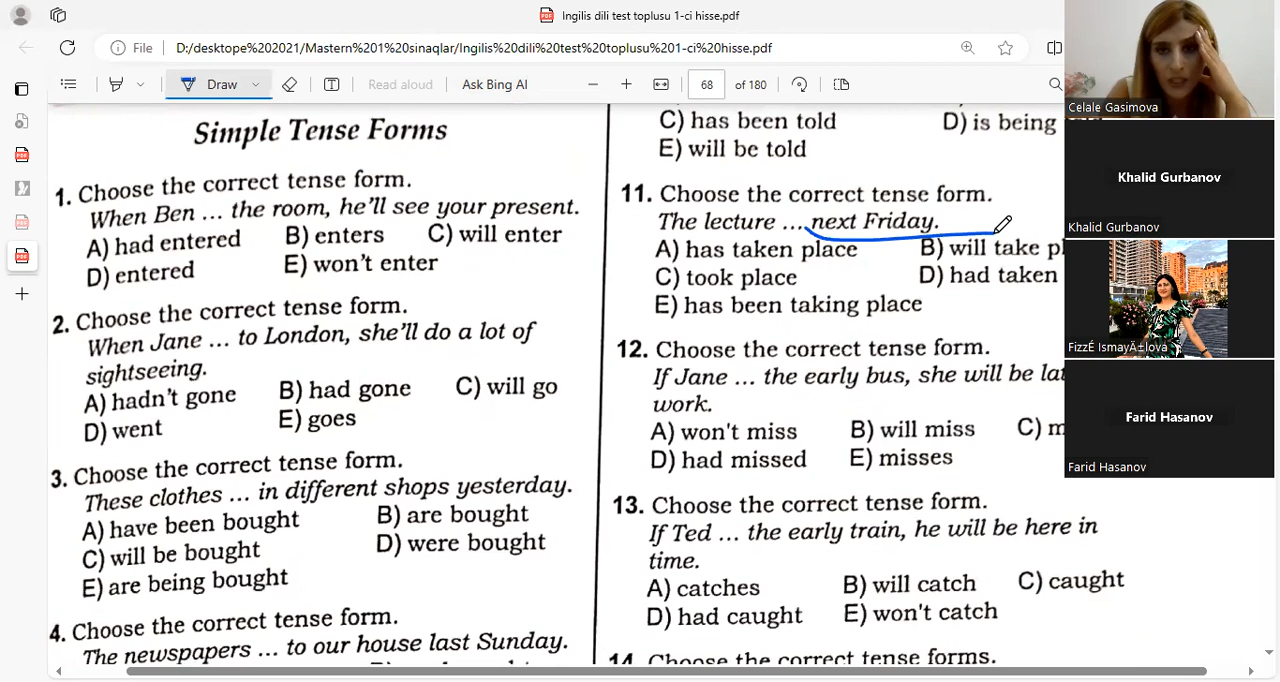 Ingilis dili test toplusu 1-ci hisse.pdf
File
D:/desktope%202021/Mastern%201%20sinaqlar/Ingilis%20dili%20test%20toplusu%201-ci%20hisse.pdf
Draw
Read aloud
Ask Bing AI
68
of 180
Simple Tense Forms
1. Choose the correct tense form.
When Ben ... the room, he'll see your present.
A) had entered B) enters C) will enter
D) entered E) won't enter
2. Choose the correct tense form.
When Jane ... to London, she'll do a lot of
sightseeing.
A) hadn't gone B) had gone C) will go
D) went E) goes
3. Choose the correct tense form.
These clothes ... in different shops yesterday.
A) have been bought B) are bought
C) will be bought D) were bought
E) are being bought
4. Choose the correct tense form.
The newspapers ... to our house last Sunday.
C) has been told D) is being
E) will be told
11. Choose the correct tense form.
The lecture ... next Friday.
A) has taken place B) will take
C) took place D) had taken
E) has been taking place
12. Choose the correct tense form.
If Jane ... the early bus, she will be
work.
A) won't miss B) will miss C)
D) had missed E) misses
13. Choose the correct tense form.
If Ted ... the early train, he will be here in
time.
A) catches B) will catch C) caught
D) had caught E) won't catch
14 Choose the correct tense forms.
Celale Gasimova
Khalid Gurbanov
Khalid Gurbanov
FizzÉ IsmayÄ±lova
Farid Hasanov
Farid Hasanov